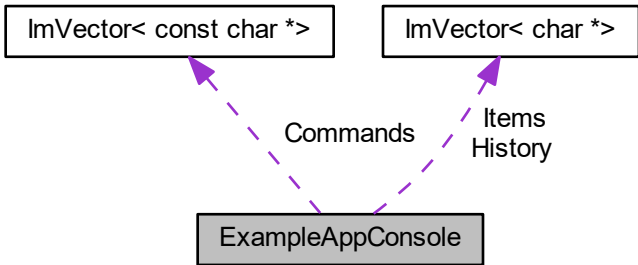 ImVector< const char *>
ImVector< char *>
Commands
Items
History
ExampleAppConsole